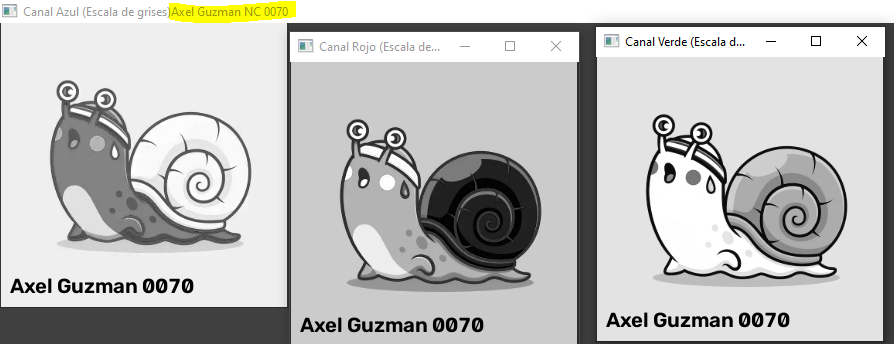 Canal Azul (Escala de grises)Axel Guzman NC 0070
Canal Rojo (Escala de...
Canal Verde (Escala d...
Axel Guzman 0070
Axel Guzman 0070
Axel Guzman 0070